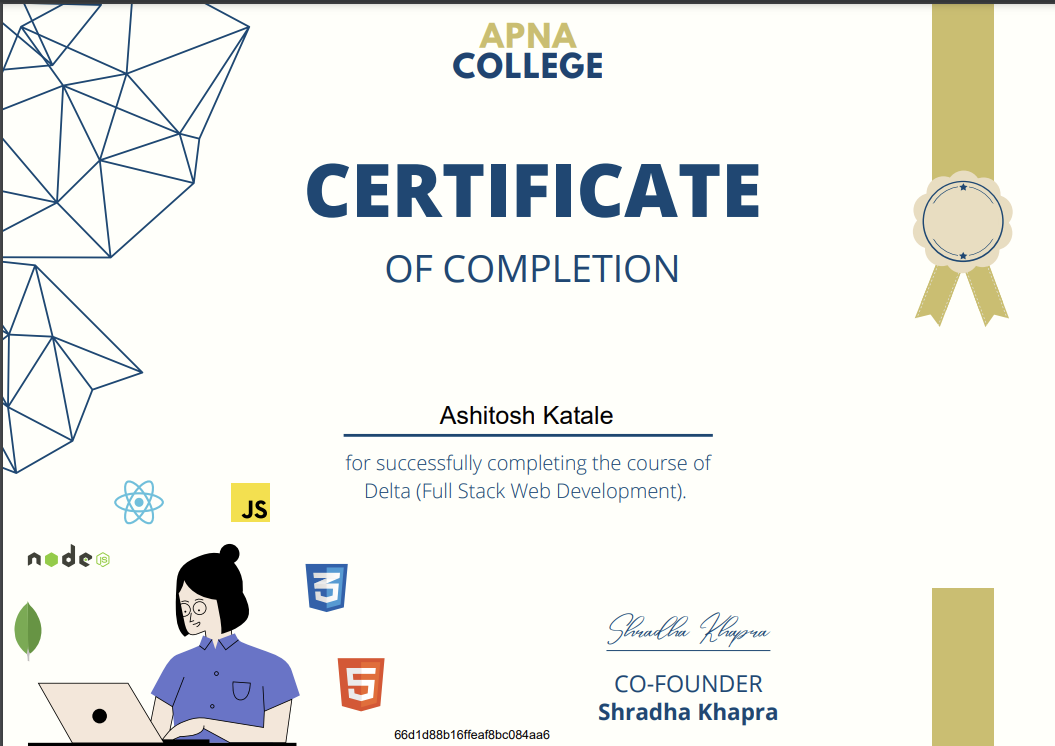 APNA
COLLEGE
CERTIFICATE
OF COMPLETION
Ashitosh Katale
for successfully completing the course of
Delta (Full Stack Web Development).
JS
node
JS
3
5
Shradha Khapra
CO-FOUNDER
Shradha Khapra
66d1d88b16ffeaf8bc084aa6